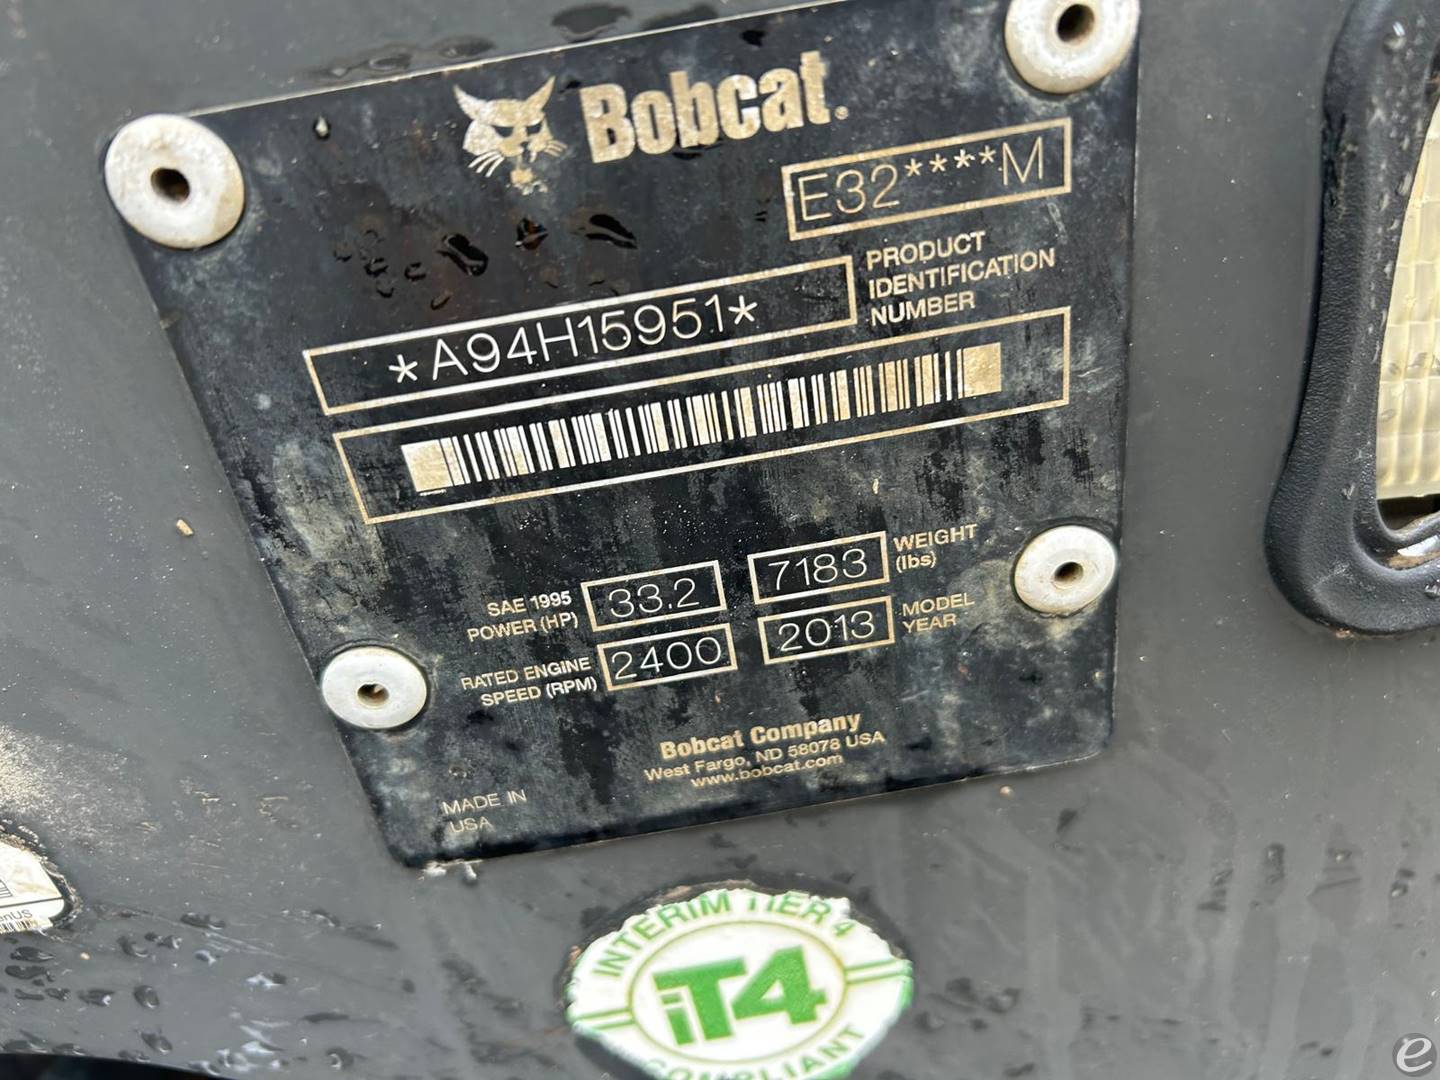 Bobcat.
E32****M
PRODUCT
IDENTIFICATION
NUMBER
*A94H15951*
SAE 1995
POWER (HP)
33.2
7183
WEIGHT
(lbs)
RATED ENGINE
SPEED (RPM)
2400
2013
MODEL
YEAR
Bobcat Company
West Fargo, ND 58078 USA
www.bobcat.com
MADE IN
USA
INTERIM TIER 4
iT4
COMPLIANT
e